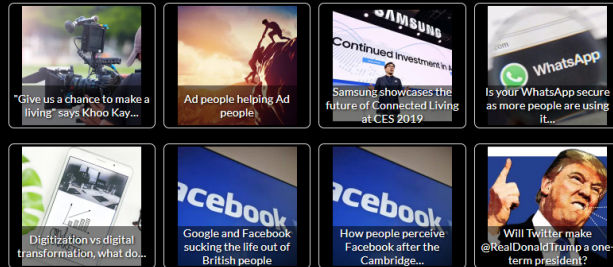 "Give us a chance to make a
living" says Khoo Kay...
Ad people helping Ad
people
SAMSUNG
Continued Investment in A
Samsung showcases the
future of Connected Living
at CES 2019
.com
WhatsApp
Is your WhatsApp secure
as more people are using
it...
Digitization vs digital
transformation, what do...
acebook
Google and Facebook
sucking the life out of
British people
acebook
How people perceive
Facebook after the
Cambridge...
Will Twitter make
@RealDonaldTrump a one-
term president?